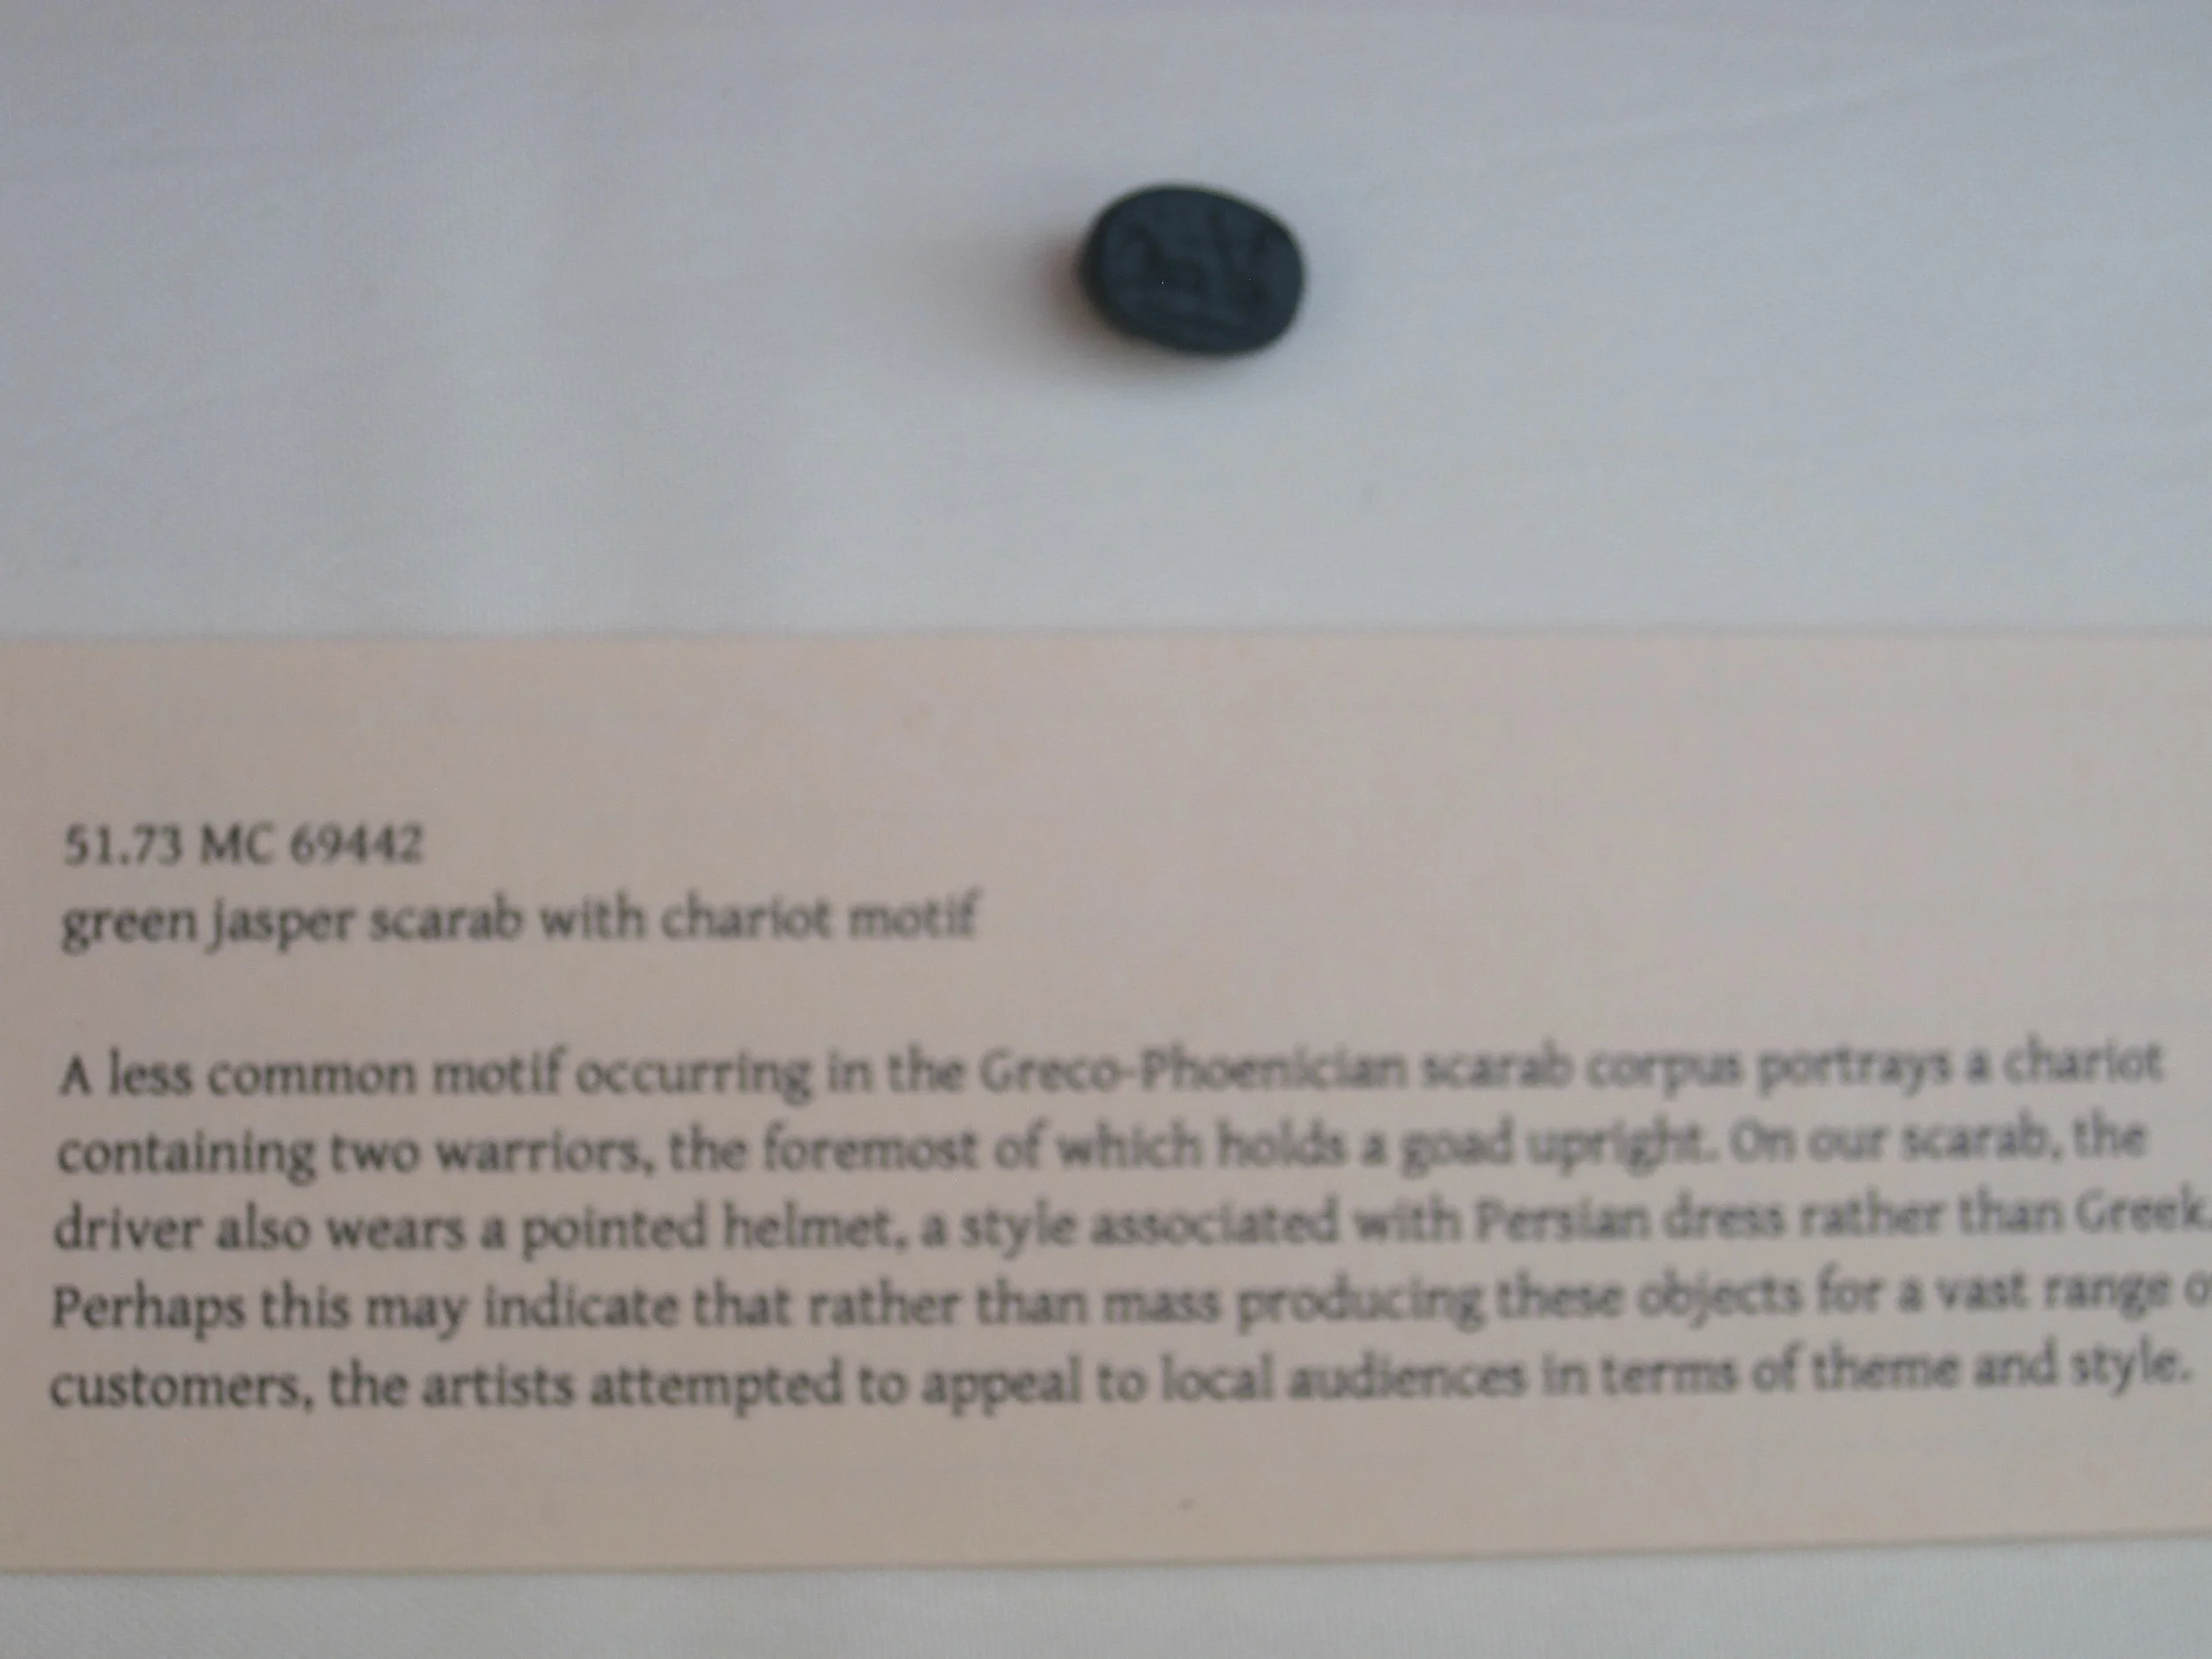 51.73 MC 69442
green jasper scarab with chariot motif
A less common motif occurring in the Greco-Phoenician scarab corpus portrays a chariot
containing two warriors, the foremost of which holds a goad upright. On our scarab, the
driver also wears a pointed helmet, a style associated with Persian dress rather than Greek.
Perhaps this may indicate that rather than mass producing these objects for a vast range o
customers, the artists attempted to appeal to local audiences in terms of theme and style.